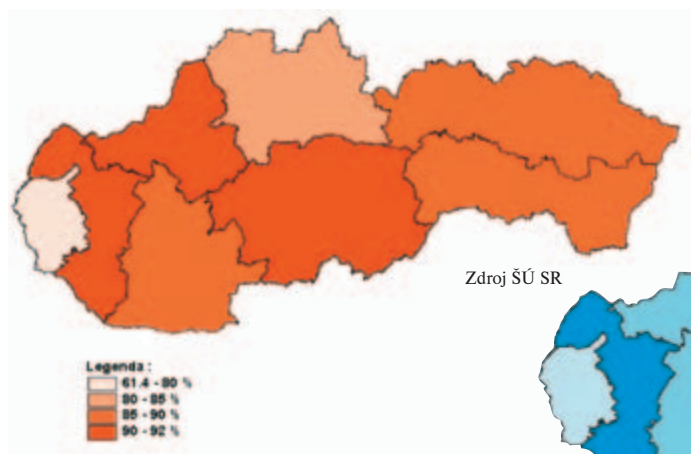 Zdroj ŠÚ SR
Legenda :
61.4 - 80 %
80 - 85 %
85 - 90 %
90 - 92 %